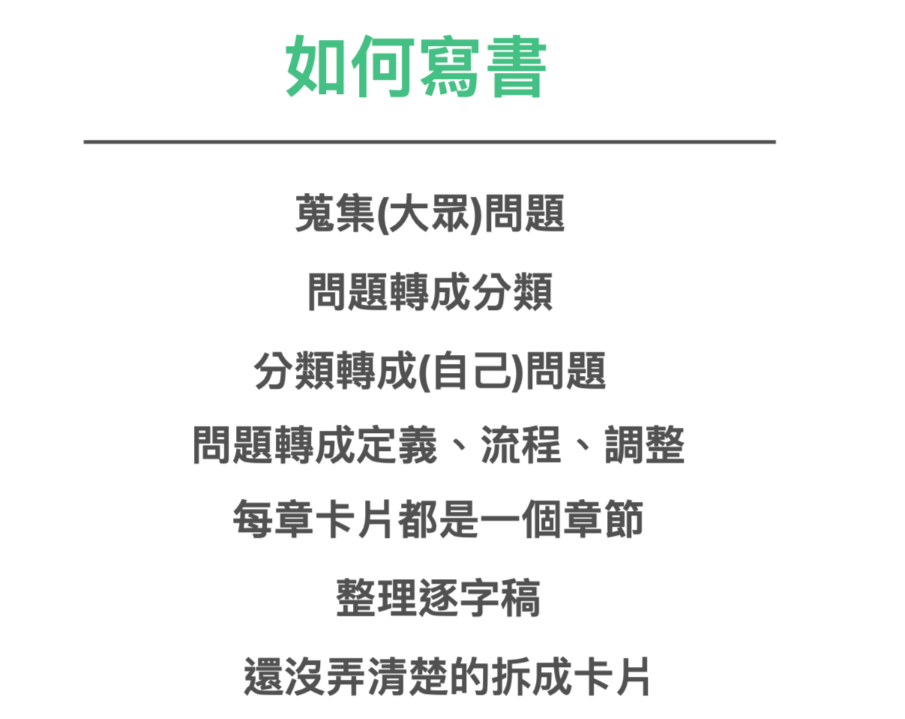 如何寫書
蒐集(大眾)問題
問題轉成分類
分類轉成(自己)問題
問題轉成定義、流程、調整
每章卡片都是一個章節
整理逐字稿
還沒弄清楚的拆成卡片